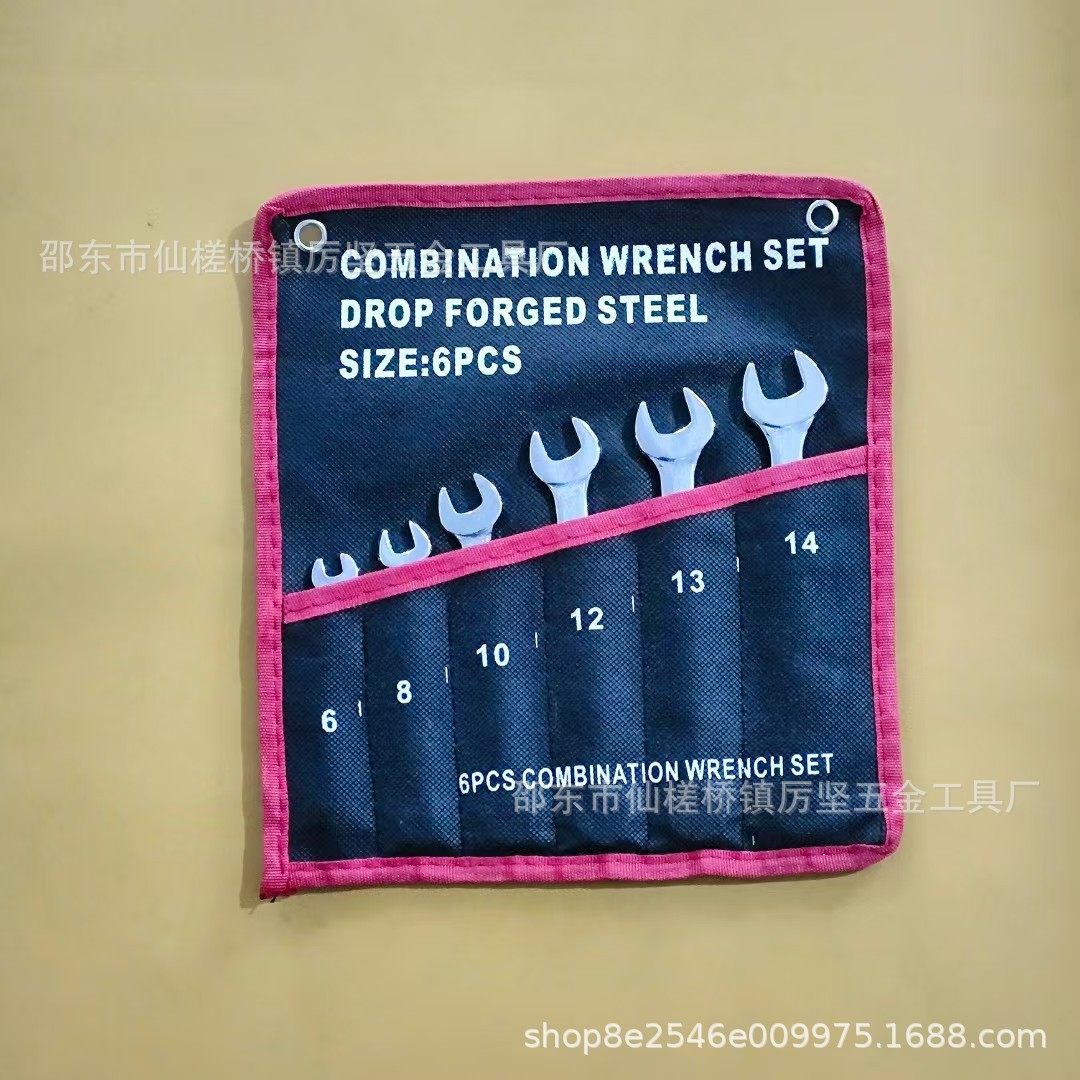 邵东市仙槎桥镇厉坚五金工具厂
COMBINATION WRENCH SET
DROP FORGED STEEL
SIZE:6PCS
14
13
12
10
8
6
6PCS COMBINATION WRENCH SET
邵东市仙槎桥镇厉坚五金工具厂
shop8e2546e009975.1688.com